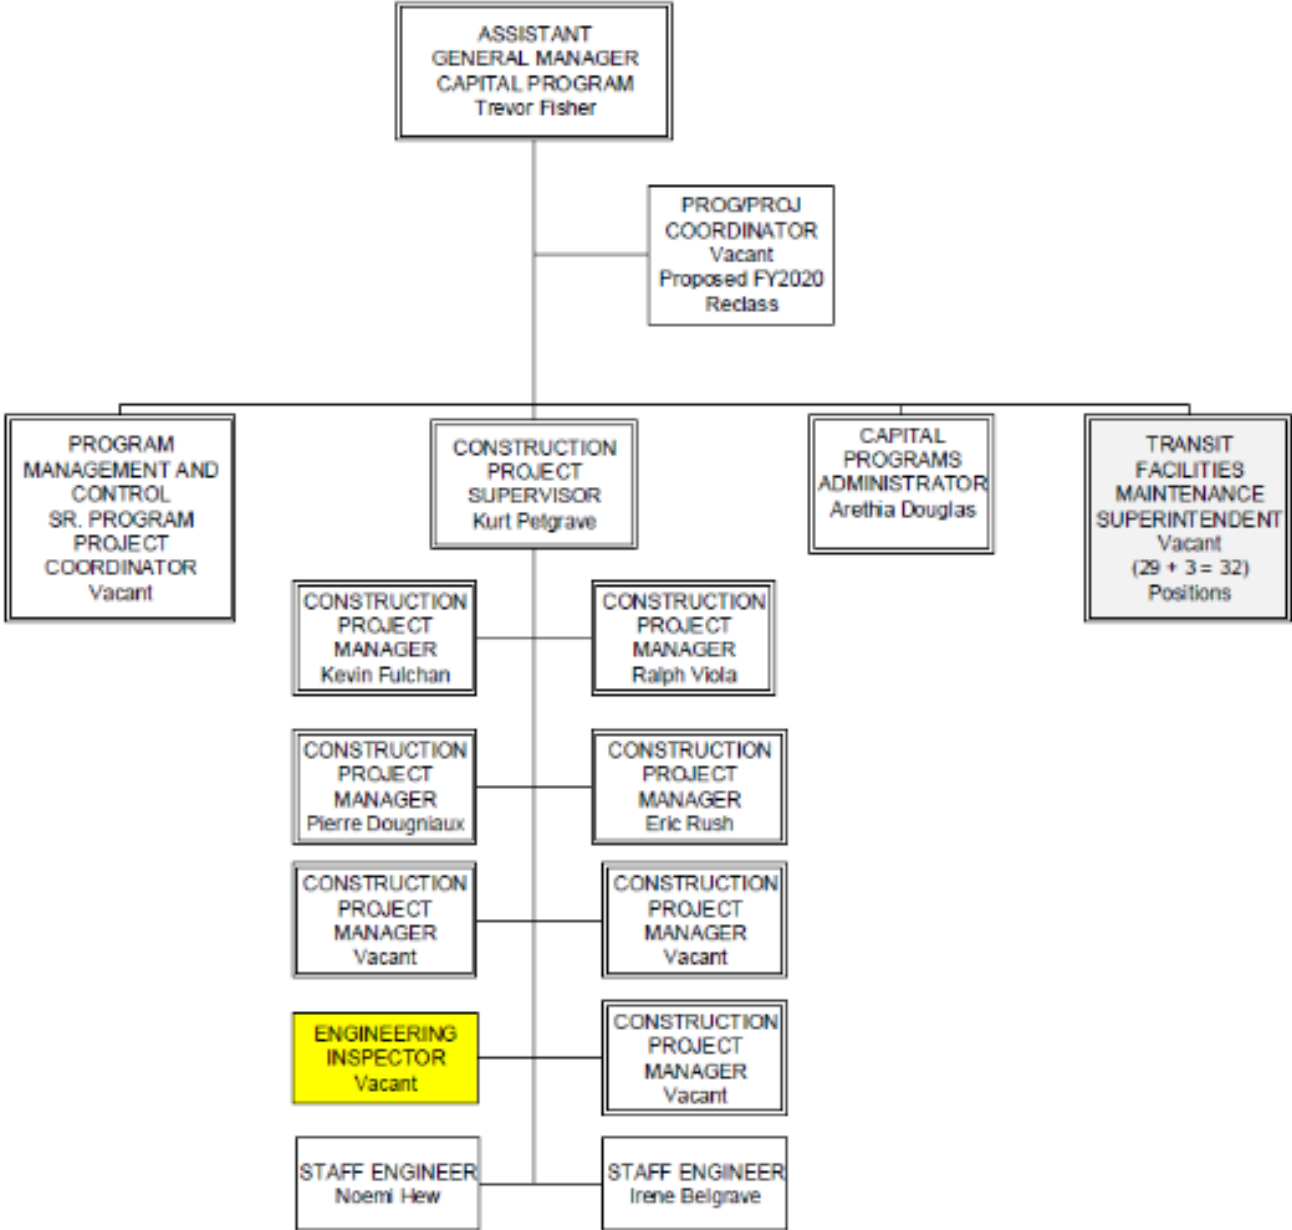 ASSISTANT
GENERAL MANAGER
CAPITAL PROGRAM
Trevor Fisher
PROG/PROJ
COORDINATOR
Vacant
Proposed FY2020
Reclass
PROGRAM
MANAGEMENT AND
CONTROL
SR. PROGRAM
PROJECT
COORDINATOR
Vacant
CONSTRUCTION
PROJECT
SUPERVISOR
Kurt Petgrave
CAPITAL
PROGRAMS
ADMINISTRATOR
Arethia Douglas
TRANSIT
FACILITIES
MAINTENANCE
SUPERINTENDENT
Vacant
(29 + 3 = 32)
Positions
CONSTRUCTION
PROJECT
MANAGER
Kevin Fulchan
CONSTRUCTION
PROJECT
MANAGER
Ralph Viola
CONSTRUCTION
PROJECT
MANAGER
Pierre Dougniaux
CONSTRUCTION
PROJECT
MANAGER
Eric Rush
CONSTRUCTION
PROJECT
MANAGER
Vacant
CONSTRUCTION
PROJECT
MANAGER
Vacant
ENGINEERING
INSPECTOR
Vacant
CONSTRUCTION
PROJECT
MANAGER
Vacant
STAFF ENGINEER
Noemi Hew
STAFF ENGINEER
Irene Belgrave